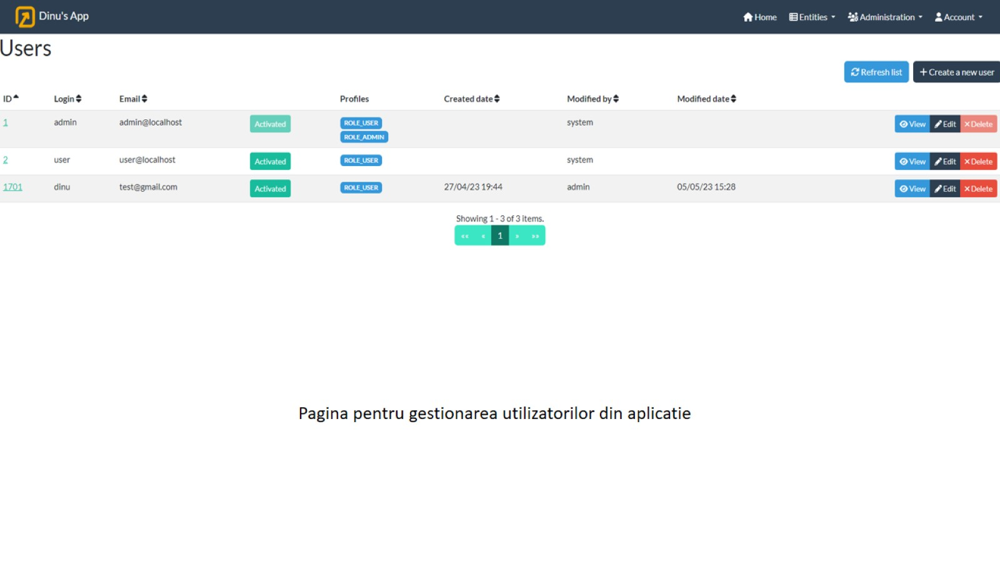 Dinu's App
Home Entities Administration Account
Users
Refresh list Create a new user
ID Login Email Profiles Created date Modified by Modified date
1 admin admin@localhost Activated ROLE_USER system View Edit Delete
ROLE_ADMIN
2 user user@localhost Activated ROLE_USER system View Edit Delete
1701 dinu test@gmail.com Activated ROLE_USER 27/04/23 19:44 admin 05/05/23 15:28 View Edit Delete
Showing 1 - 3 of 3 items.
«« « 1 » »»
Pagina pentru gestionarea utilizatorilor din aplicatie